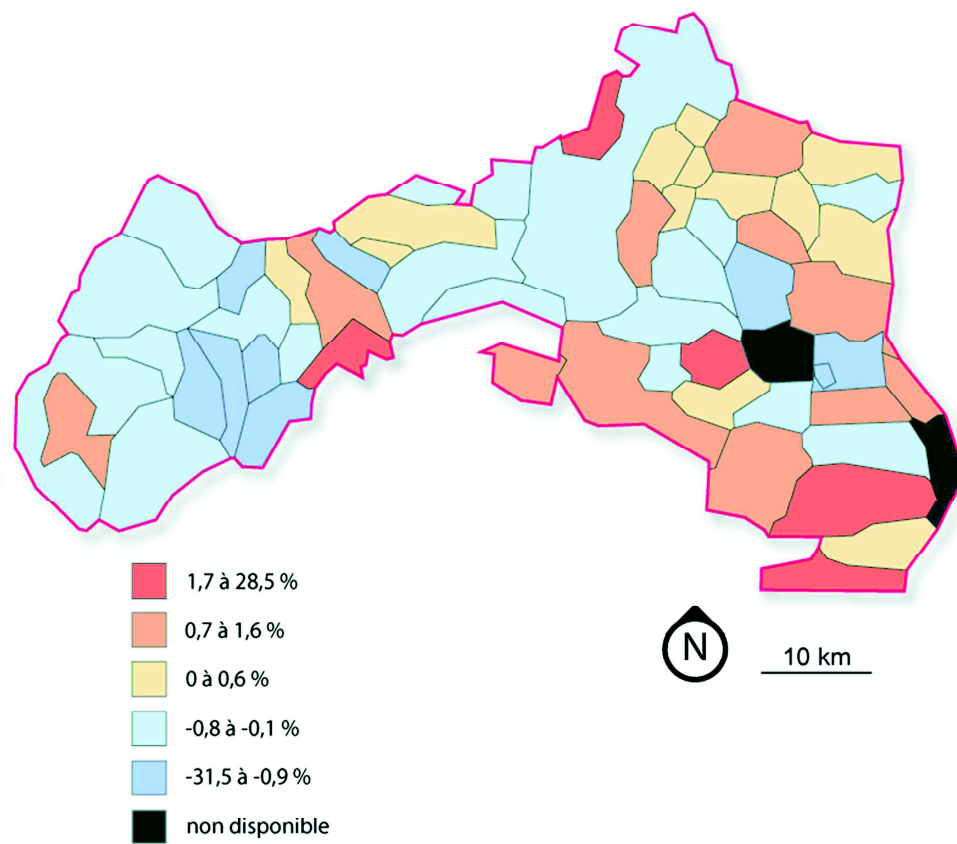 1,7 à 28,5 %
0,7 à 1,6 %
0 à 0,6 %
-0,8 à -0,1 %
-31,5 à -0,9 %
non disponible
N
10 km